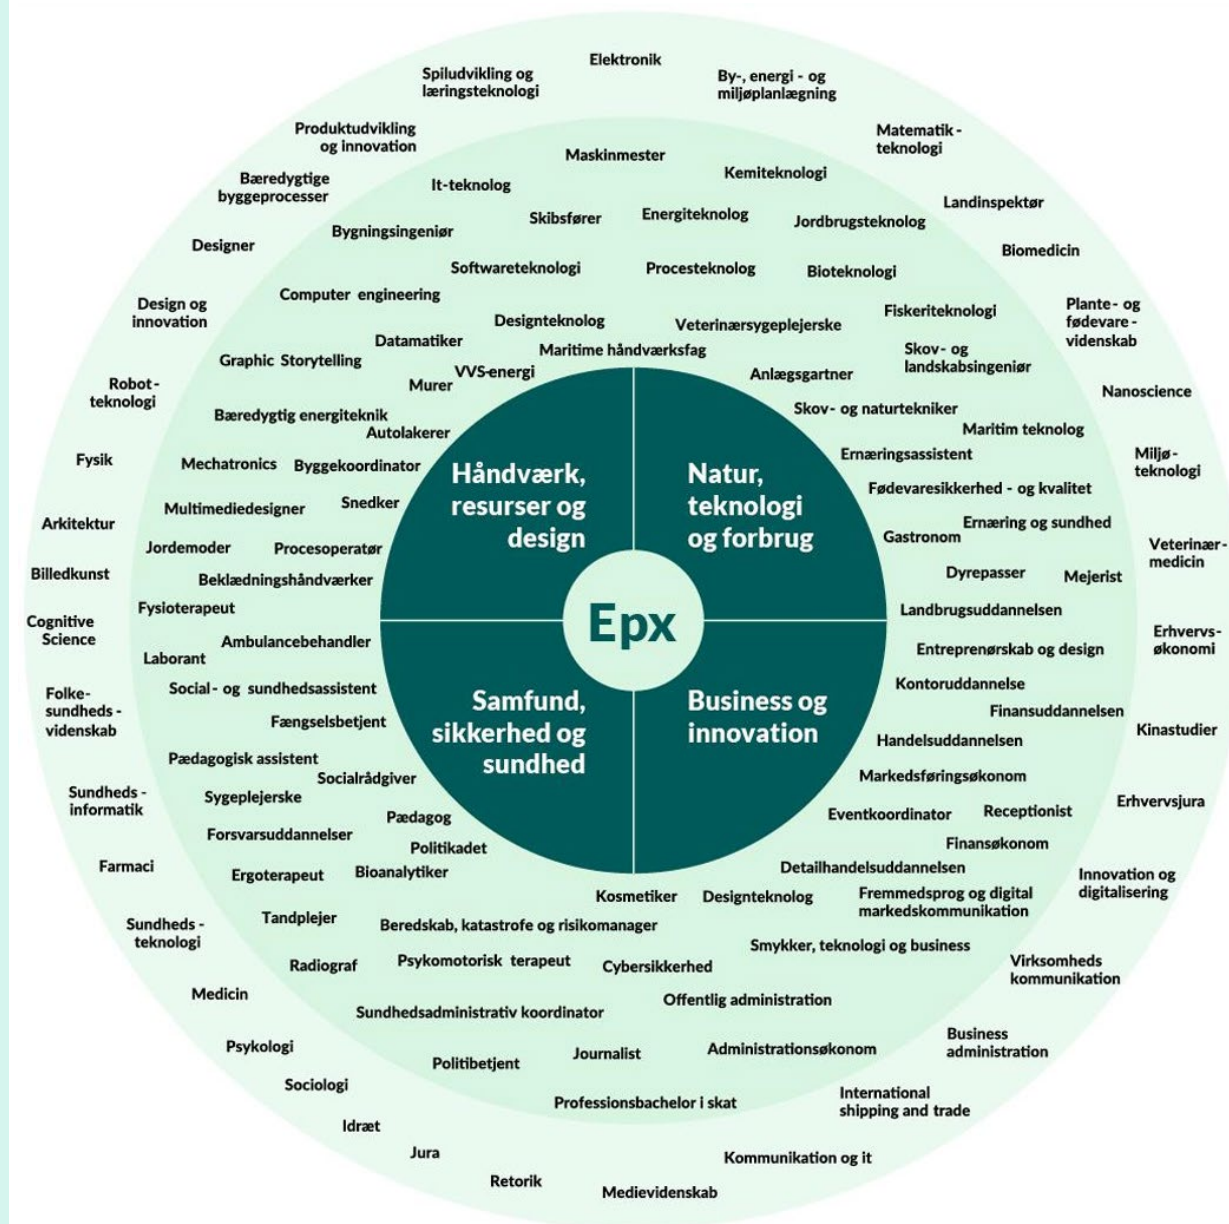 Elektronik
Spiludvikling og
læringsteknologi
By-, energi - og
miljøplanlægning
Produktudvikling
og innovation
Matematik -
teknologi
Maskinmester
Kemiteknologi
Bæredygtige
byggeprocesser
It-teknolog
Landinspektør
Skibsfører
Energiteknolog
Jordbrugsteknolog
Bygningsingeniør
Designer
Biomedicin
Softwareteknologi
Procesteknolog
Bioteknologi
Computer engineering
Design og
innovation
Plante- og
fødevare -
videnskab
Fiskeriteknologi
Designteknolog
Veterinærsygeplejerske
Datamatiker
Maritime håndværksfag
Skov- og
landskabsingeniør
Graphic Storytelling
VVS-energi
Murer
Anlægsgartner
Robot -
teknologi
Nanoscience
Bæredygtig energiteknik
Skov- og naturtekniker
Autolakerer
Maritim teknolog
Fysik
Mechatronics
Byggekoordinator
Ernæringsassistent
Miljø -
teknologi
Håndværk,
resurser og
design
Natur,
teknologi
og forbrug
Fødevaresikkerhed - og kvalitet
Multimediedesigner
Snedker
Arkitektur
Ernæring og sundhed
Gastronom
Jordemoder
Procesoperatør
Veterinær-
medicin
Billedkunst
Beklædningshåndværker
Dyrepasser
Mejerist
Fysioterapeut
Landbrugsuddannelsen
Cognitive
Science
Epx
Ambulancebehandler
Entreprenørskab og design
Erhvervs-
økonomi
Laborant
Social- og sundhedsassistent
Kontoruddannelse
Folke-
sundheds -
videnskab
Samfund,
sikkerhed og
sundhed
Business og
innovation
Finansuddannelsen
Fængselsbetjent
Kinastudier
Handelsuddannelsen
Pædagogisk assistent
Socialrådgiver
Markedsføringsøkonom
Sundheds -
informatik
Sygeplejerske
Erhvervsjura
Pædagog
Eventkoordinator
Receptionist
Forsvarsuddannelser
Politikadet
Finansøkonom
Farmaci
Ergoterapeut
Bioanalytiker
Detailhandelsuddannelsen
Innovation og
digitalisering
Kosmetiker
Designteknolog
Fremmedsprog og digital
markedskommunikation
Tandplejer
Beredskab, katastrofe og risikomanager
Sundheds -
teknologi
Smykker, teknologi og business
Radiograf
Psykomotorisk terapeut
Cybersikkerhed
Virksomheds
kommunikation
Medicin
Offentlig administration
Sundhedsadministrativ koordinator
Psykologi
Politibetjent
Journalist
Administrationsøkonom
Business
administration
Sociologi
Professionsbachelor i skat
International
shipping and trade
Idræt
Jura
Kommunikation og it
Retorik
Medievidenskab